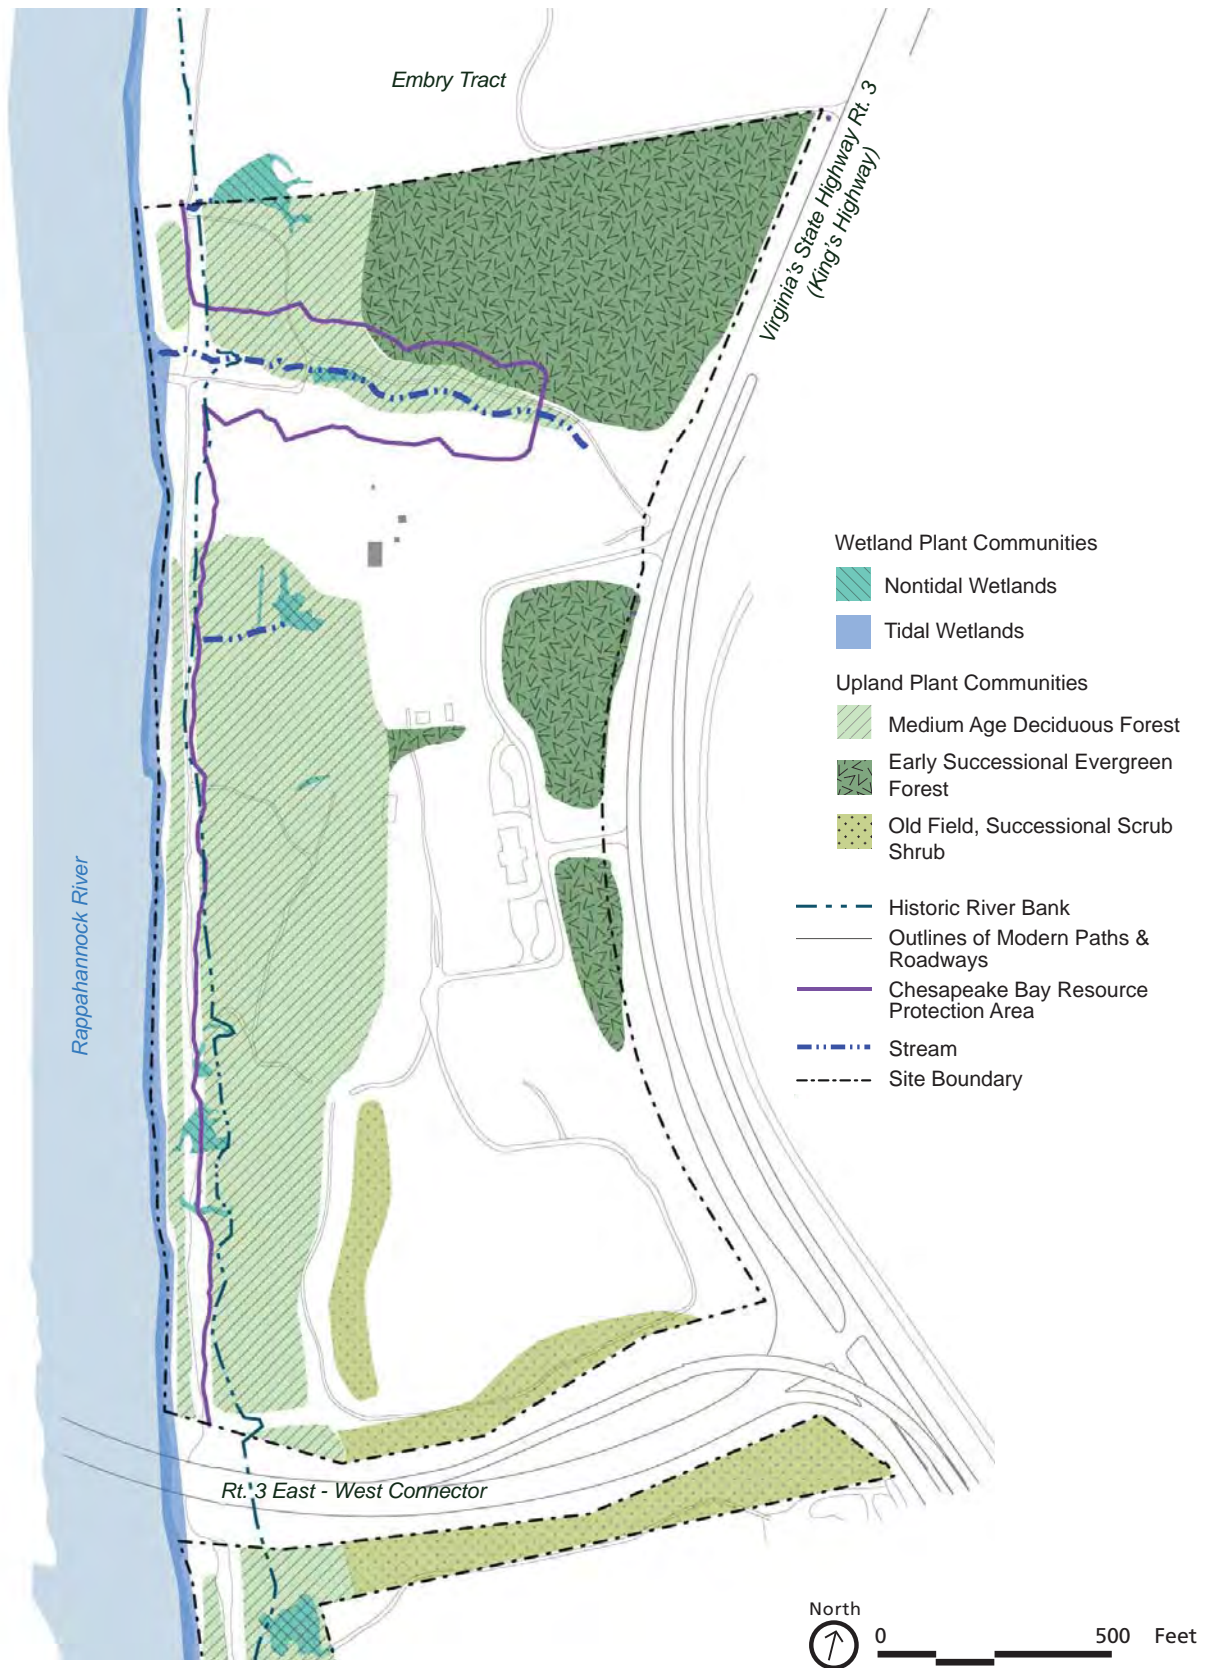 Embry Tract
Virginia's State Highway Rt. 3
(King's Highway)
Wetland Plant Communities
Nontidal Wetlands
Tidal Wetlands
Upland Plant Communities
Medium Age Deciduous Forest
Early Successional Evergreen
Forest
Old Field, Successional Scrub
Shrub
Rappahannock River
Historic River Bank
Outlines of Modern Paths &
Roadways
Chesapeake Bay Resource
Protection Area
Stream
Site Boundary
Rt. 3 East - West Connector
North
0 500 Feet